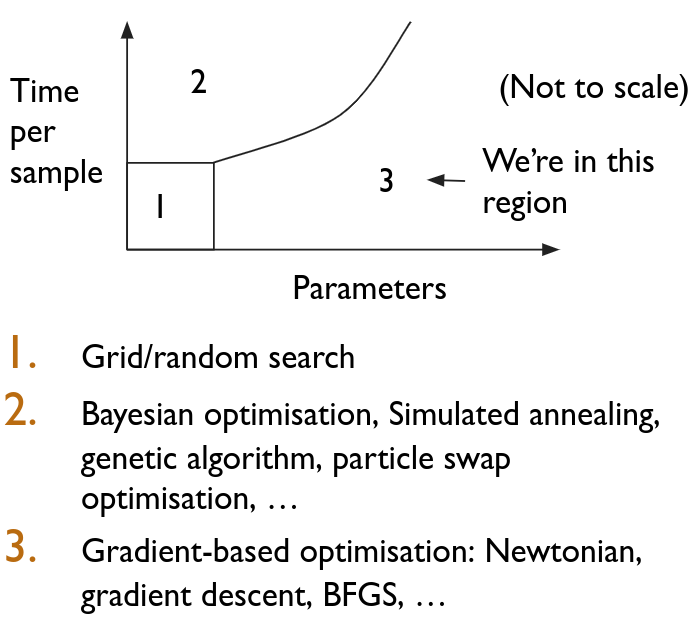 2
Time
per
sample
(Not to scale)
We're in this
region
3
1
Parameters
1. Grid/random search
2. Bayesian optimisation, Simulated annealing,
genetic algorithm, particle swap
optimisation, …
3. Gradient-based optimisation: Newtonian,
gradient descent, BFGS, …